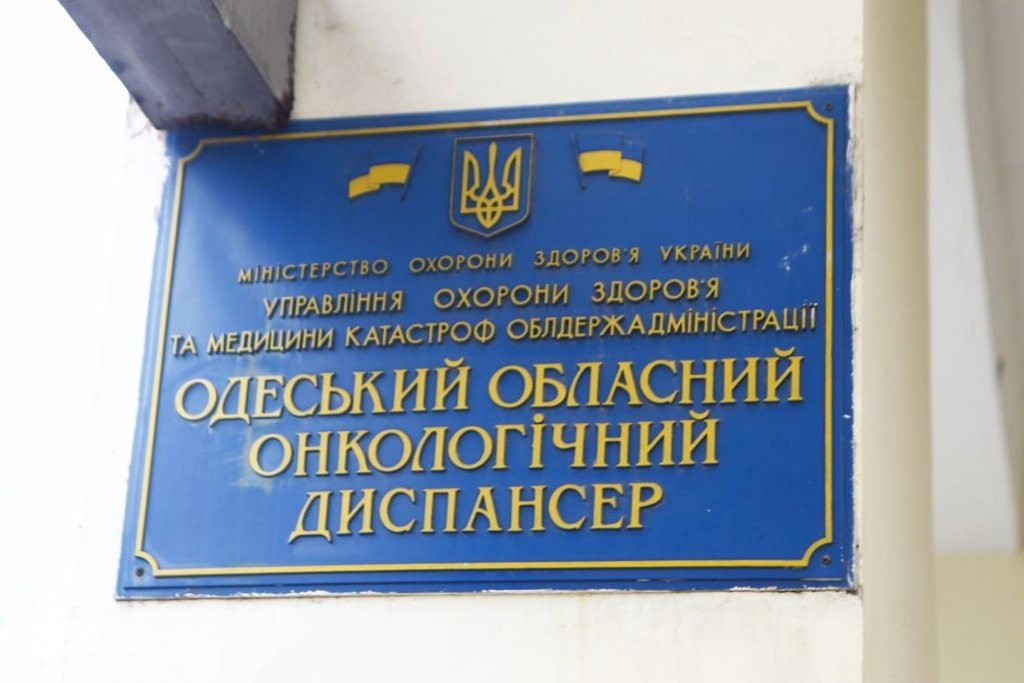 МІНІСТЕРСТВО ОХОРОНИ ЗДОРОВ'Я УКРАЇНИ
УПРАВЛІННЯ ОХОРОНИ ЗДОРОВ'Я
ТА МЕДИЦИНИ КАТАСТРОФ ОБЛДЕРЖАДМІНІСТРАЦІЇ
ОДЕСЬКИЙ ОБЛАСНИЙ
ОНКОЛОГІЧНИЙ
ДИСПАНСЕР